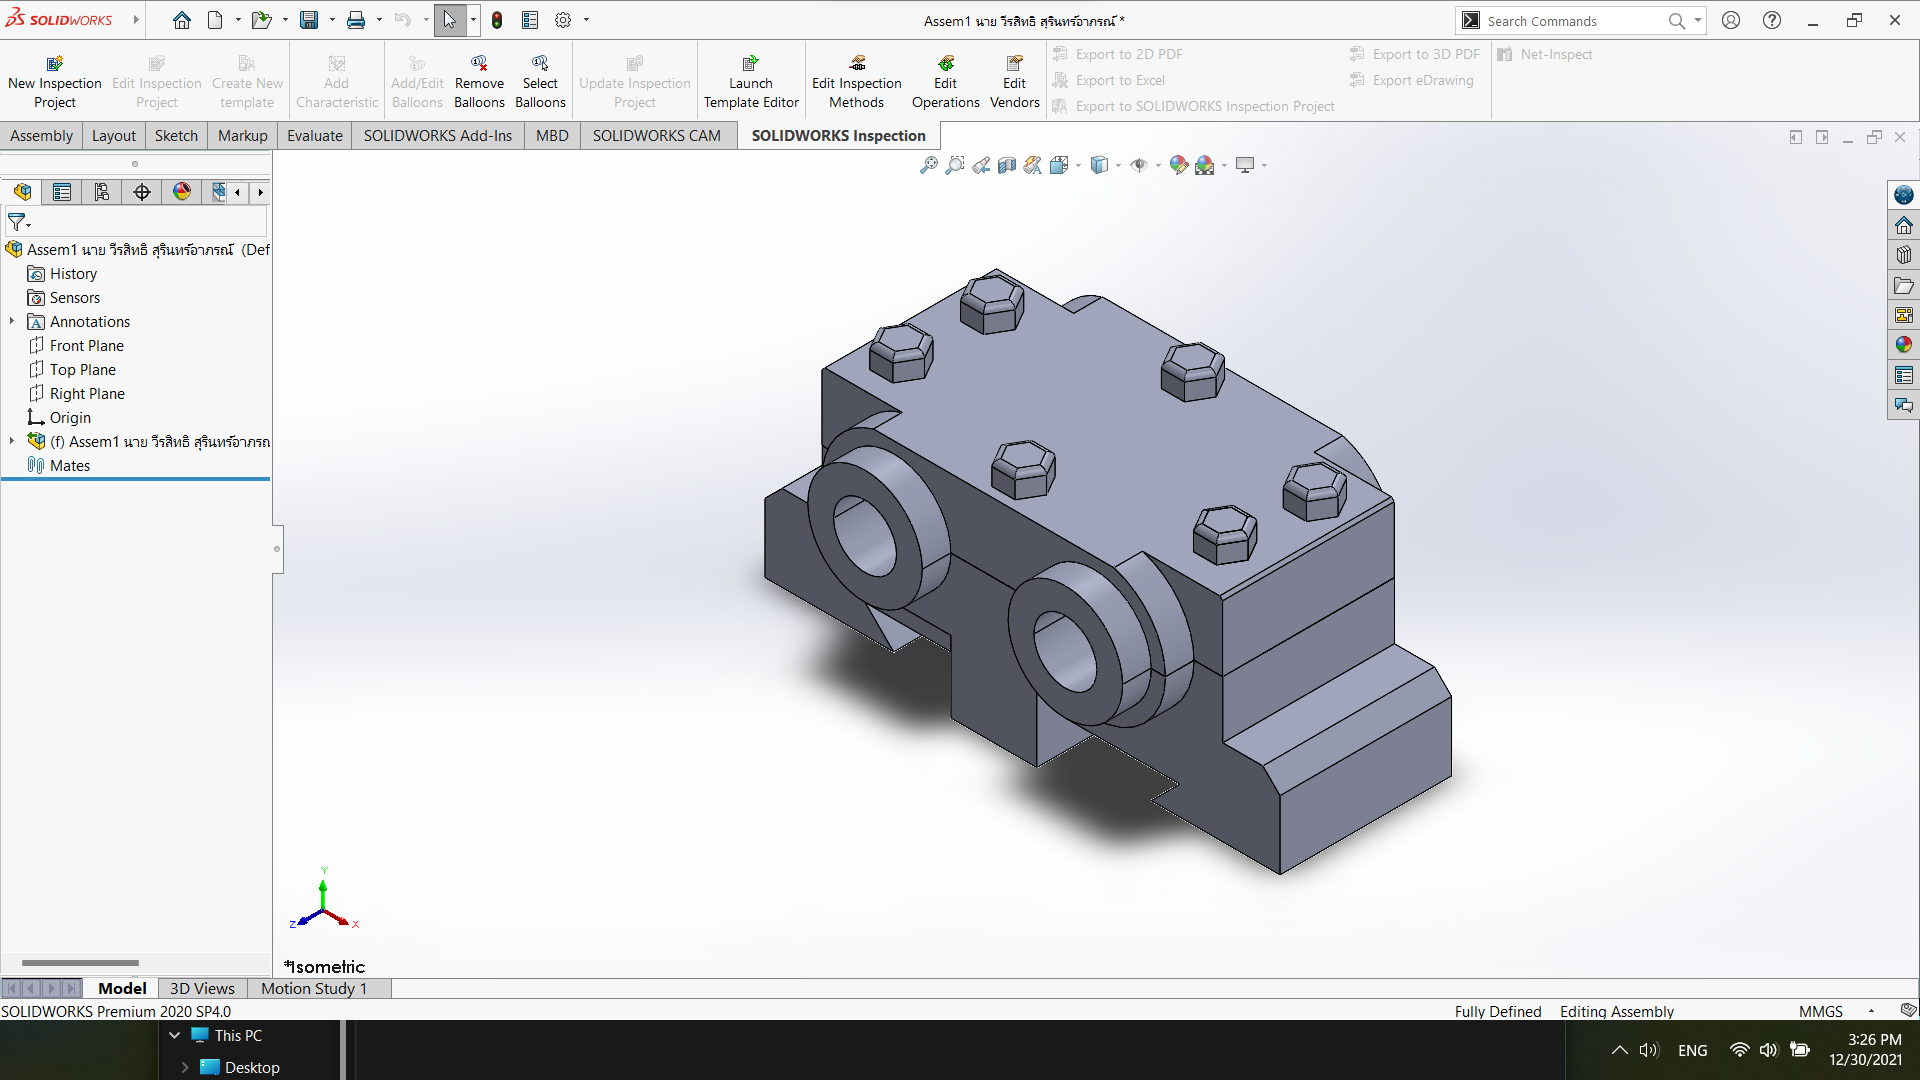 SOLIDWORKS
Assem1 นาย วีรสิทธิ สุรินทร์อาภรณ์ *
Search Commands
New Inspection Project
Edit Inspection Project
Create New template
Add Characteristic
Add/Edit Balloons
Remove Balloons
Select Balloons
Update Inspection Project
Launch Template Editor
Edit Inspection Methods
Edit Operations
Edit Vendors
Export to 2D PDF
Export to Excel
Export to SOLIDWORKS Inspection Project
Export to 3D PDF
Export eDrawing
Net-Inspect
Assembly
Layout
Sketch
Markup
Evaluate
SOLIDWORKS Add-Ins
MBD
SOLIDWORKS CAM
SOLIDWORKS Inspection
Assem1 นาย วีรสิทธิ สุรินทร์อาภรณ์ (Def
History
Sensors
Annotations
Front Plane
Top Plane
Right Plane
Origin
(f) Assem1 นาย วีรสิทธิ สุรินทร์อาภรณ
Mates
Y
Z
X
*Isometric
Model
3D Views
Motion Study 1
SOLIDWORKS Premium 2020 SP4.0
Fully Defined
Editing Assembly
MMGS
This PC
Desktop
ENG
3:26 PM
12/30/2021